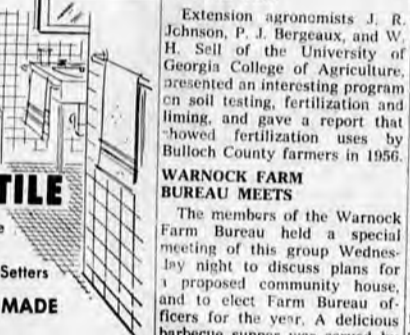 TILE
Setters
MADE
Extension agronomists J. R.
Johnson, P. J. Bergeaux, and W.
H. Sell of the University of
Georgia College of Agriculture,
presented an interesting program
on soil testing, fertilization and
liming, and gave a report that
showed fertilization uses by
Bulloch County farmers in 1956.
WARNOCK FARM
BUREAU MEETS
The members of the Warnock
Farm Bureau held a special
meeting of this group Wednes-
day night to discuss plans for
a proposed community house,
and to elect Farm Bureau of-
ficers for the year. A delicious
barbecue supper was served